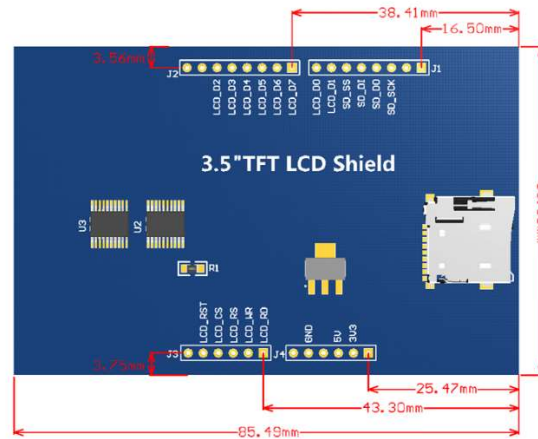 38.41mm
16.50mm
3.56mm
J2
LCD_D2
LCD_D3
LCD_D4
LCD_D5
LCD_D6
LCD_D7
LCD_D0
LCD_D1
SD_SS
SD_DI
SD_DO
SD_SCK
J1
3.5"TFT LCD Shield
U3
U2
R1
J3
LCD_RST
LCD_CS
LCD_RS
LCD_WR
LCD_RD
J4
GND
5V
3V3
3.75mm
25.47mm
43.30mm
85.49mm